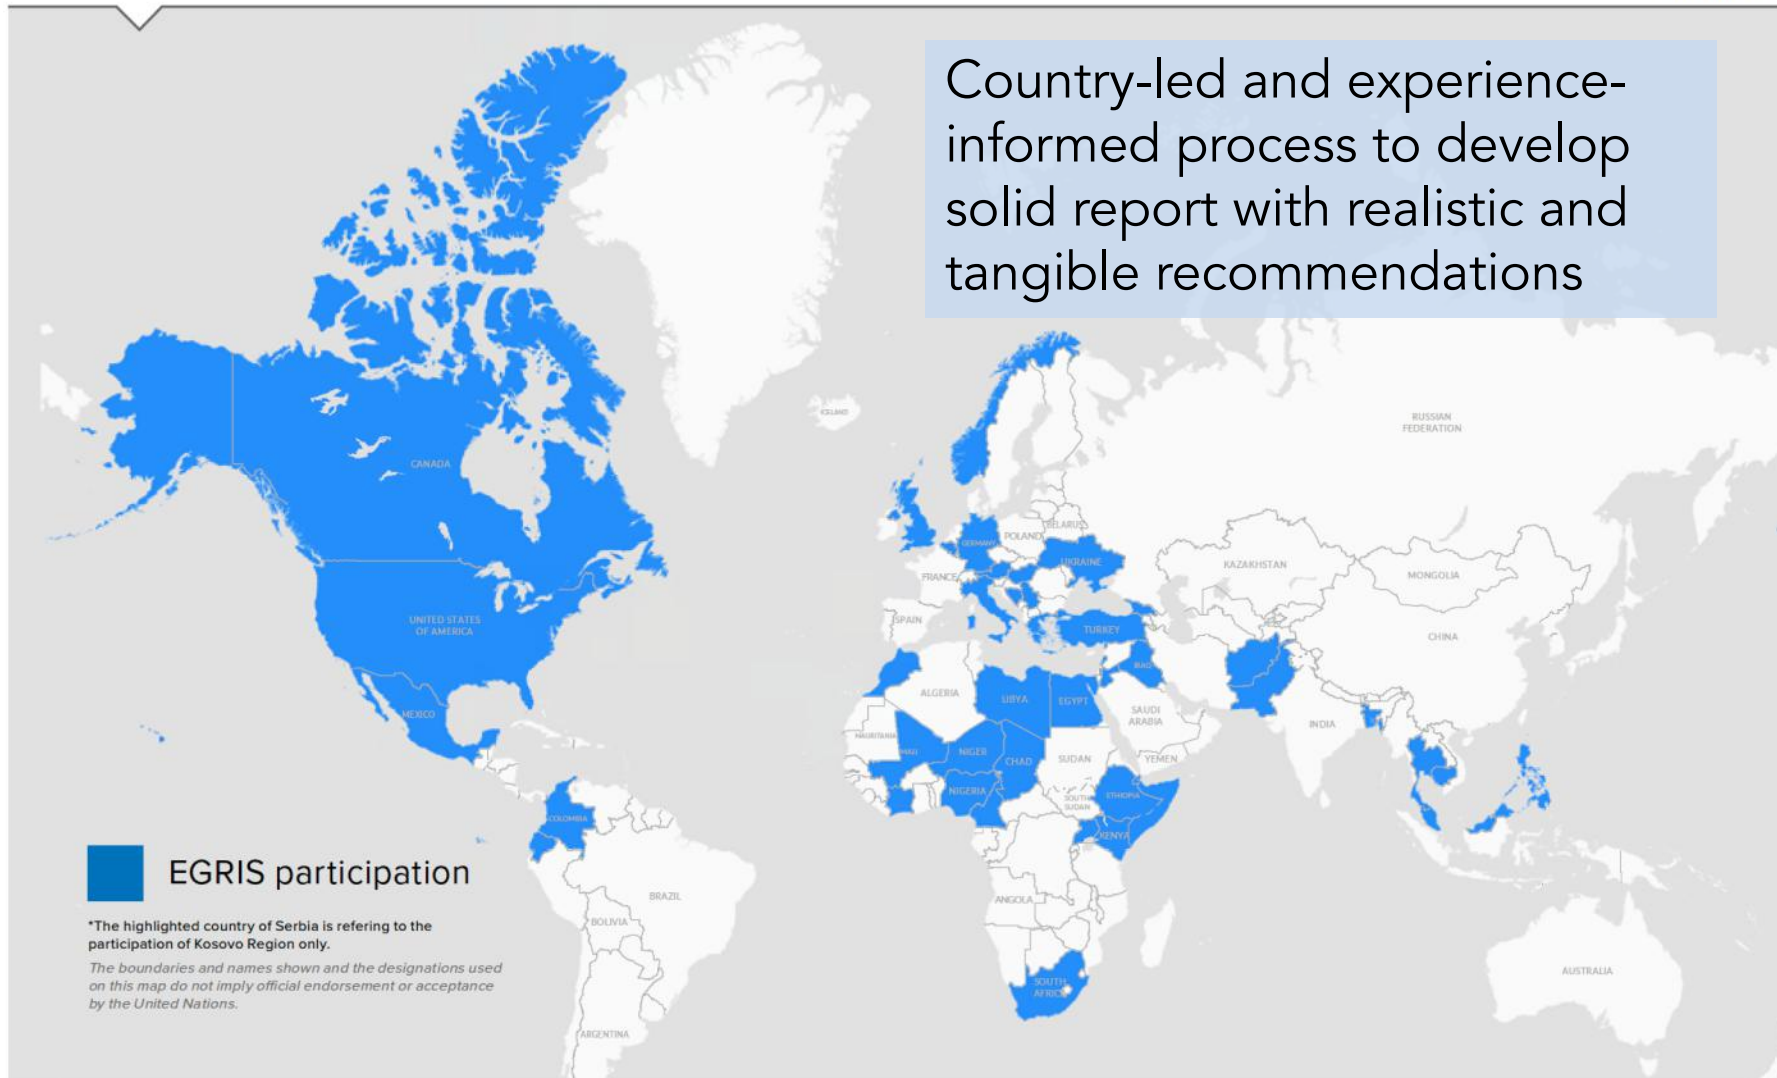 Country-led and experience-
informed process to develop
solid report with realistic and
tangible recommendations
ICELAND
RUSSIAN
FEDERATION
CANADA
BELARUS
POLAND
GERMANY
UKRAINE
KAZAKHSTAN
FRANCE
MONGOLIA
UNITED STATES
OF AMERICA
SPAIN
TURKEY
CHINA
IRAQ
ALGERIA
LIBYA
EGYPT
SAUDI
ARABIA
MEXICO
INDIA
MAURITANIA
MALI
NIGER
CHAD
SUDAN
YEMEN
NIGERIA
SOUTH
SUDAN
ETHIOPIA
COLOMBIA
KENYA
EGRIS participation
BRAZIL
ANGOLA
BOLIVIA
*The highlighted country of Serbia is refering to the
participation of Kosovo Region only.
The boundaries and names shown and the designations used
on this map do not imply official endorsement or acceptance
by the United Nations.
AUSTRALIA
SOUTH
AFRICA
ARGENTINA